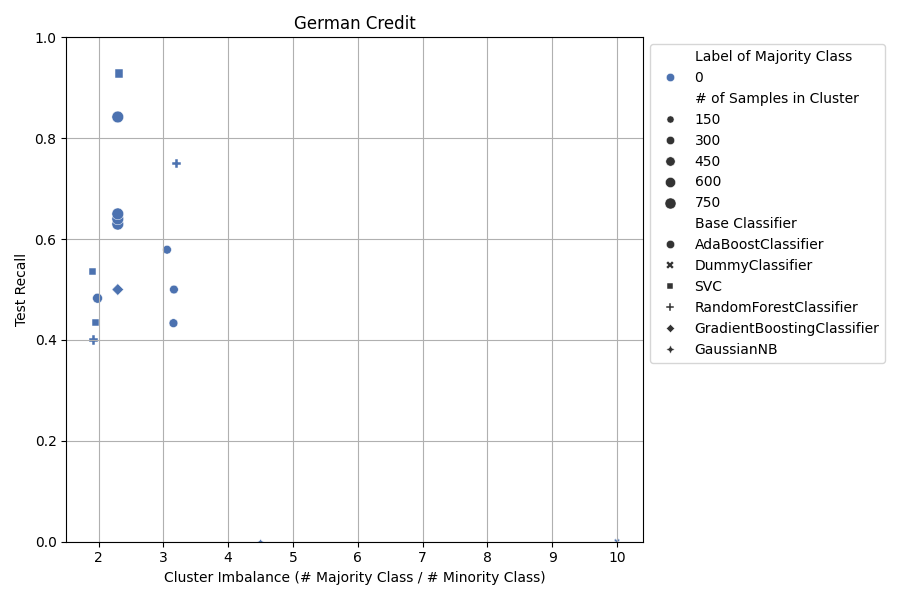 German Credit
1.0
0.8
0.6
0.4
0.2
0.0
Test Recall
2 3 4 5 6 7 8 9 10
Cluster Imbalance (# Majority Class / # Minority Class)
Label of Majority Class
0
# of Samples in Cluster
150
300
450
600
750
Base Classifier
AdaBoostClassifier
DummyClassifier
SVC
RandomForestClassifier
GradientBoostingClassifier
GaussianNB